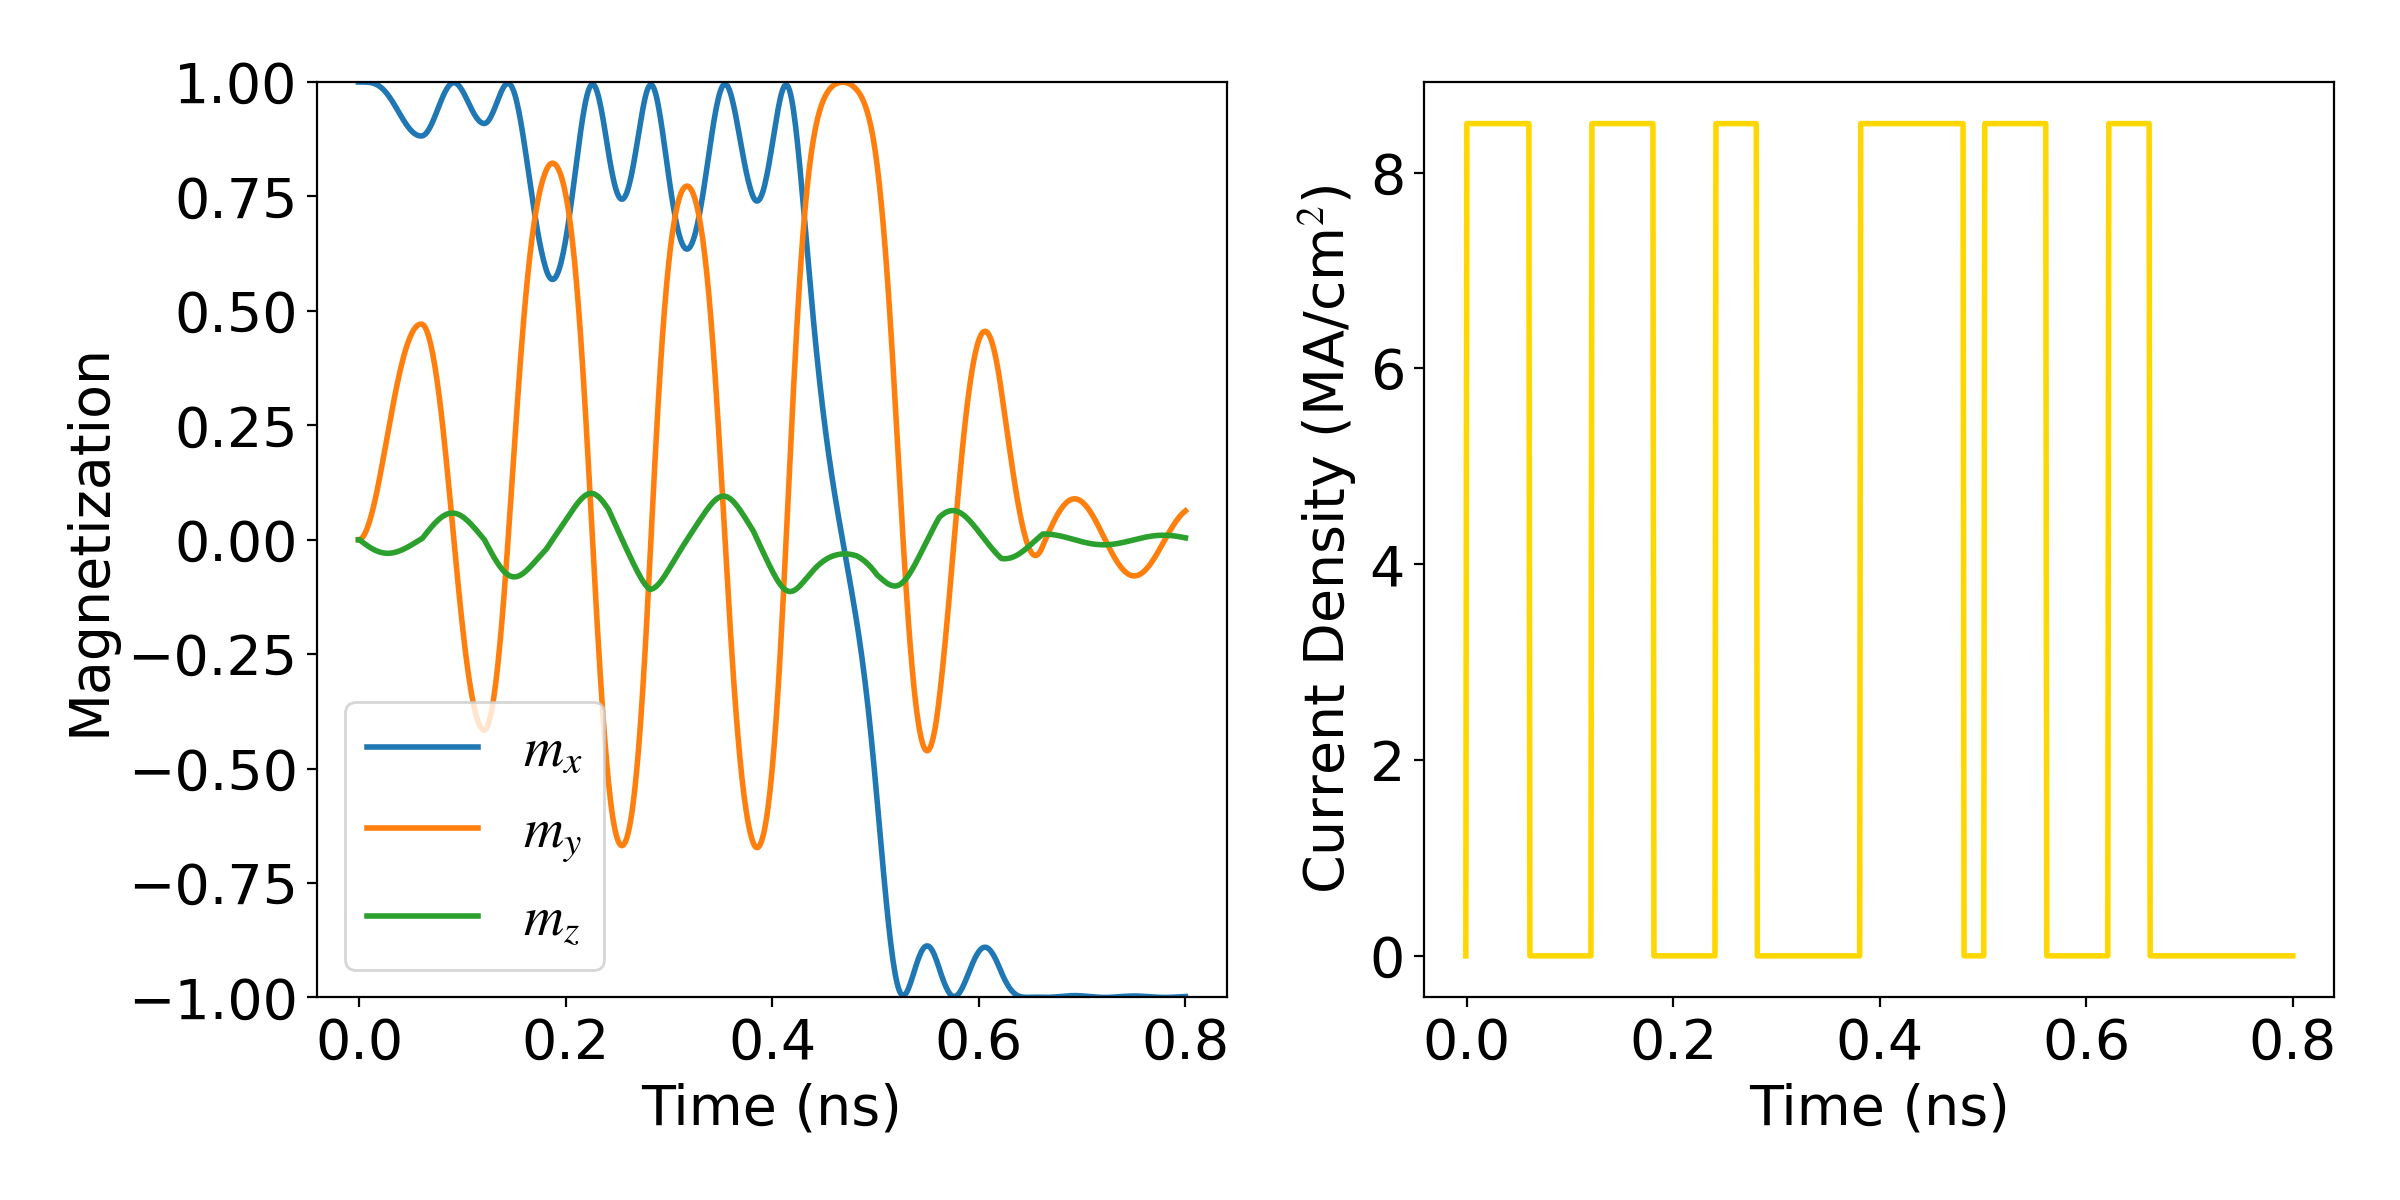 1.00
0.75
0.50
0.25
0.00
−0.25
−0.50
−0.75
−1.00
Magnetization
0.0 0.2 0.4 0.6 0.8
Time (ns)
m_x
m_y
m_z
8
6
4
2
0
Current Density (MA/cm²)
0.0 0.2 0.4 0.6 0.8
Time (ns)